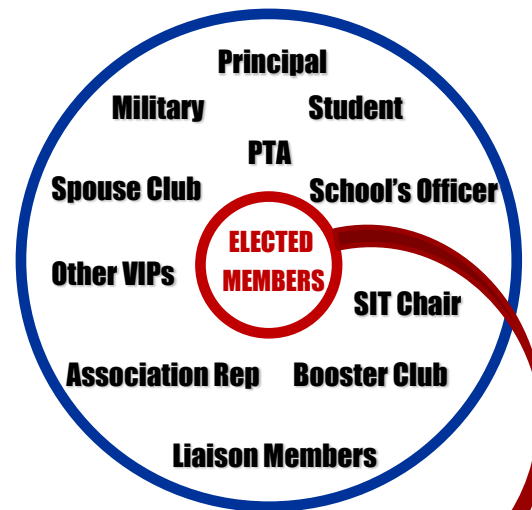 Principal
Military
Student
PTA
Spouse Club
School's Officer
ELECTED
MEMBERS
Other VIPs
SIT Chair
Association Rep
Booster Club
Liaison Members